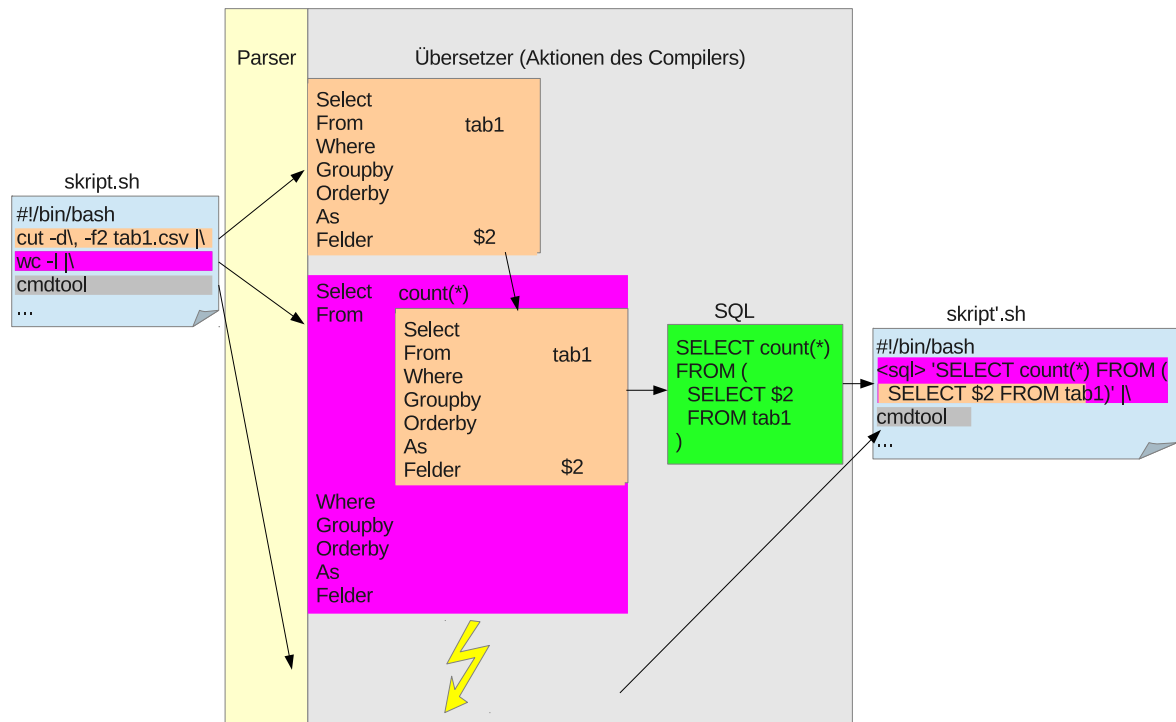 Parser
Übersetzer (Aktionen des Compilers)
skript.sh
#!/bin/bash
cut -d\, -f2 tab1.csv |\
wc -l |\
cmdtool
...
Select
From tab1
Where
Groupby
Orderby
As
Felder $2
Select count(*)
From
Select
From tab1
Where
Groupby
Orderby
As
Felder $2
Where
Groupby
Orderby
As
Felder
SQL
SELECT count(*)
FROM (
SELECT $2
FROM tab1
)
skript'.sh
#!/bin/bash
<sql> 'SELECT count(*) FROM (
SELECT $2 FROM tab1)' |\
cmdtool
...